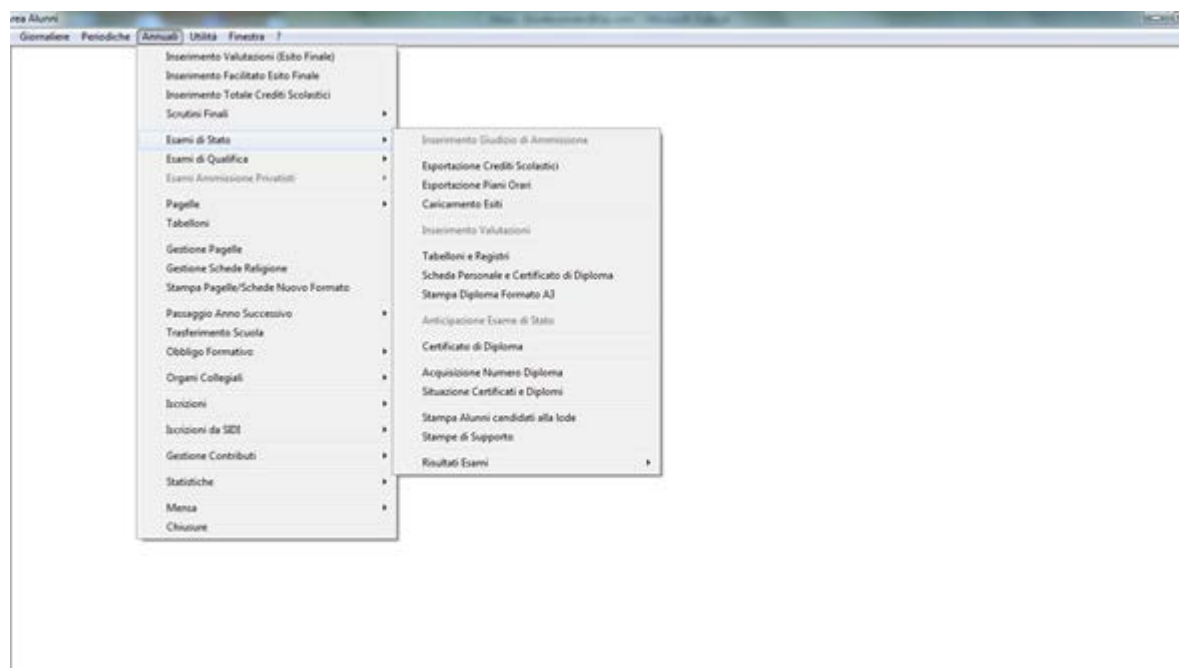 rea Alunni
Giornaliere Periodiche Annuali Utilità Finestra ?
Inserimento Valutazioni (Esito Finale)
Inserimento Facilitato Esito Finale
Inserimento Totale Crediti Scolastici
Scrutini Finali
Esami di Stato
Esami di Qualifica
Esami Ammissione Privatisti
Pagelle
Tabelloni
Gestione Pagelle
Gestione Schede Religione
Stampa Pagelle/Schede Nuovo Formato
Passaggio Anno Successivo
Trasferimento Scuola
Obbligo Formativo
Organi Collegiali
Iscrizioni
Iscrizioni da SIDI
Gestione Contributi
Statistiche
Mensa
Chiusure
Inserimento Giudizio di Ammissione
Esportazione Crediti Scolastici
Esportazione Piani Orari
Caricamento Esiti
Inserimento Valutazioni
Tabelloni e Registri
Scheda Personale e Certificato di Diploma
Stampa Diploma Formato A3
Anticipazione Esame di Stato
Certificato di Diploma
Acquisizione Numero Diploma
Situazione Certificati e Diplomi
Stampa Alunni candidati alla lode
Stampe di Supporto
Risultati Esami